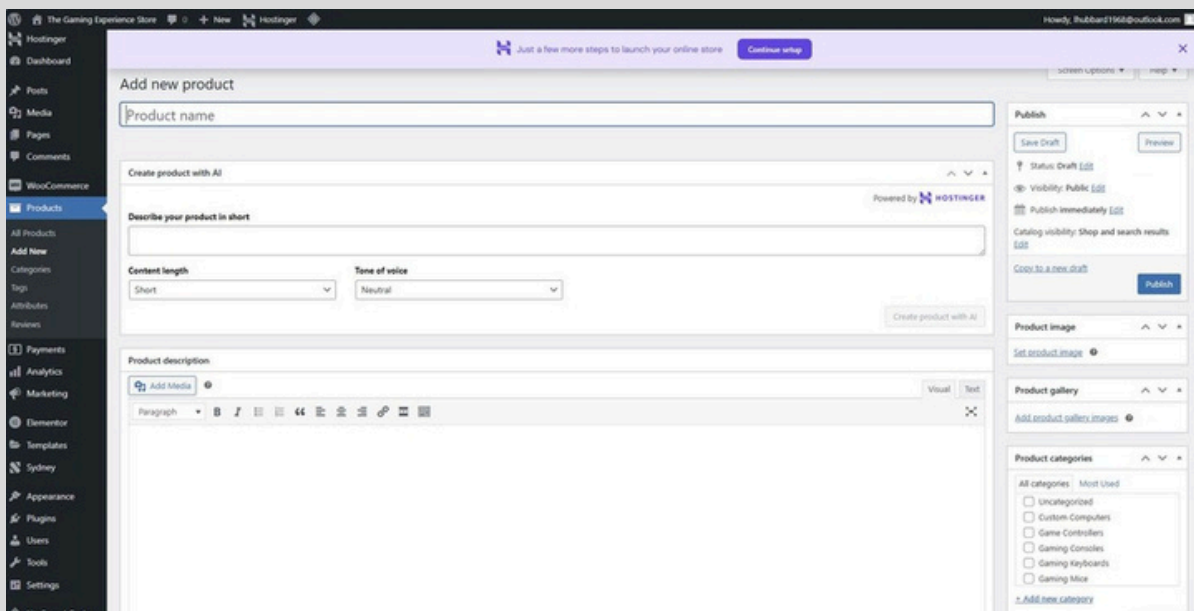 The Gaming Experience Store 0 + New Hostinger
Howdy, lhubbard1968@outlook.com
Just a few more steps to launch your online store Continue setup
Hostinger
Dashboard
Posts
Media
Pages
Comments
WooCommerce
Products
All Products
Add New
Categories
Tags
Attributes
Reviews
Payments
Analytics
Marketing
Elementor
Templates
Sydney
Appearance
Plugins
Users
Tools
Settings
Screen Options Help
Add new product
Product name
Create product with AI
Powered by HOSTINGER
Describe your product in short
Content length Tone of voice
Short Neutral
Create product with AI
Product description
Add Media Visual Text
Paragraph B I
Publish
Save Draft Preview
Status: Draft Edit
Visibility: Public Edit
Publish immediately Edit
Catalog visibility: Shop and search results
Edit
Copy to a new draft
Publish
Product image
Set product image
Product gallery
Add product gallery images
Product categories
All categories Most Used
Uncategorized
Custom Computers
Game Controllers
Gaming Consoles
Gaming Keyboards
Gaming Mice
+ Add new category